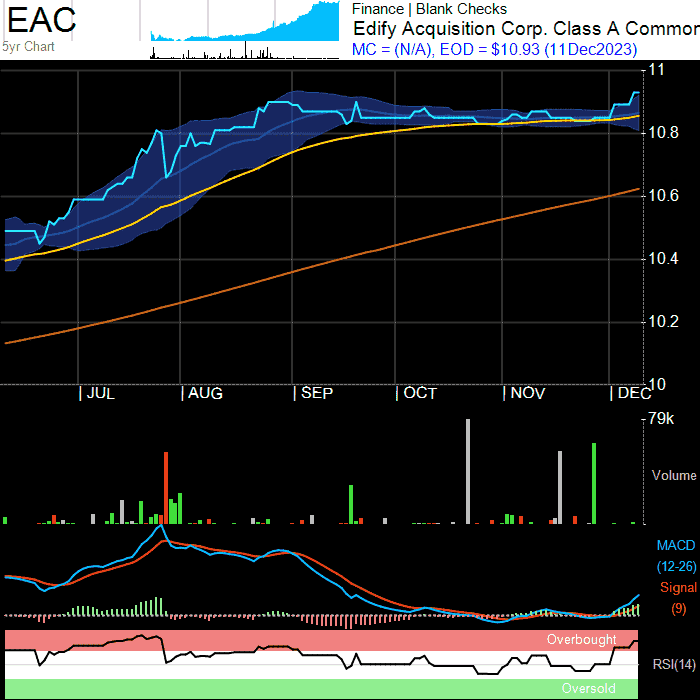 EAC
5yr Chart
Finance | Blank Checks
Edify Acquisition Corp. Class A Common
MC = (N/A), EOD = $10.93 (11Dec2023)
11
10.8
10.6
10.4
10.2
10
JUL
AUG
SEP
OCT
NOV
DEC
79k
Volume
MACD
(12-26)
Signal
(9)
Overbought
RSI(14)
Oversold